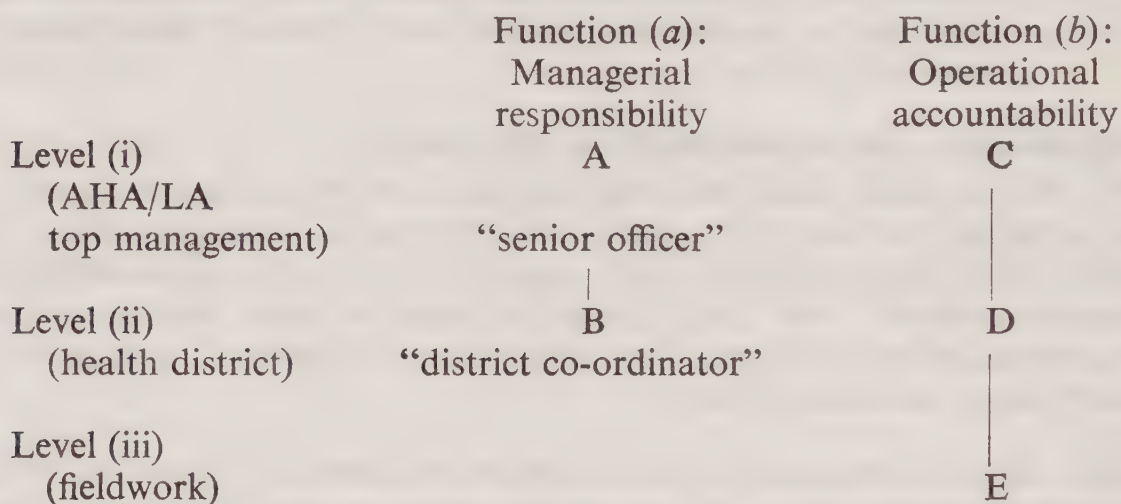 Function (a): Function (b):
Managerial Operational
responsibility accountability
Level (i) A C
(AHA/LA
top management) “senior officer”
Level (ii) B D
(health district) “district co-ordinator”
Level (iii)
(fieldwork) E